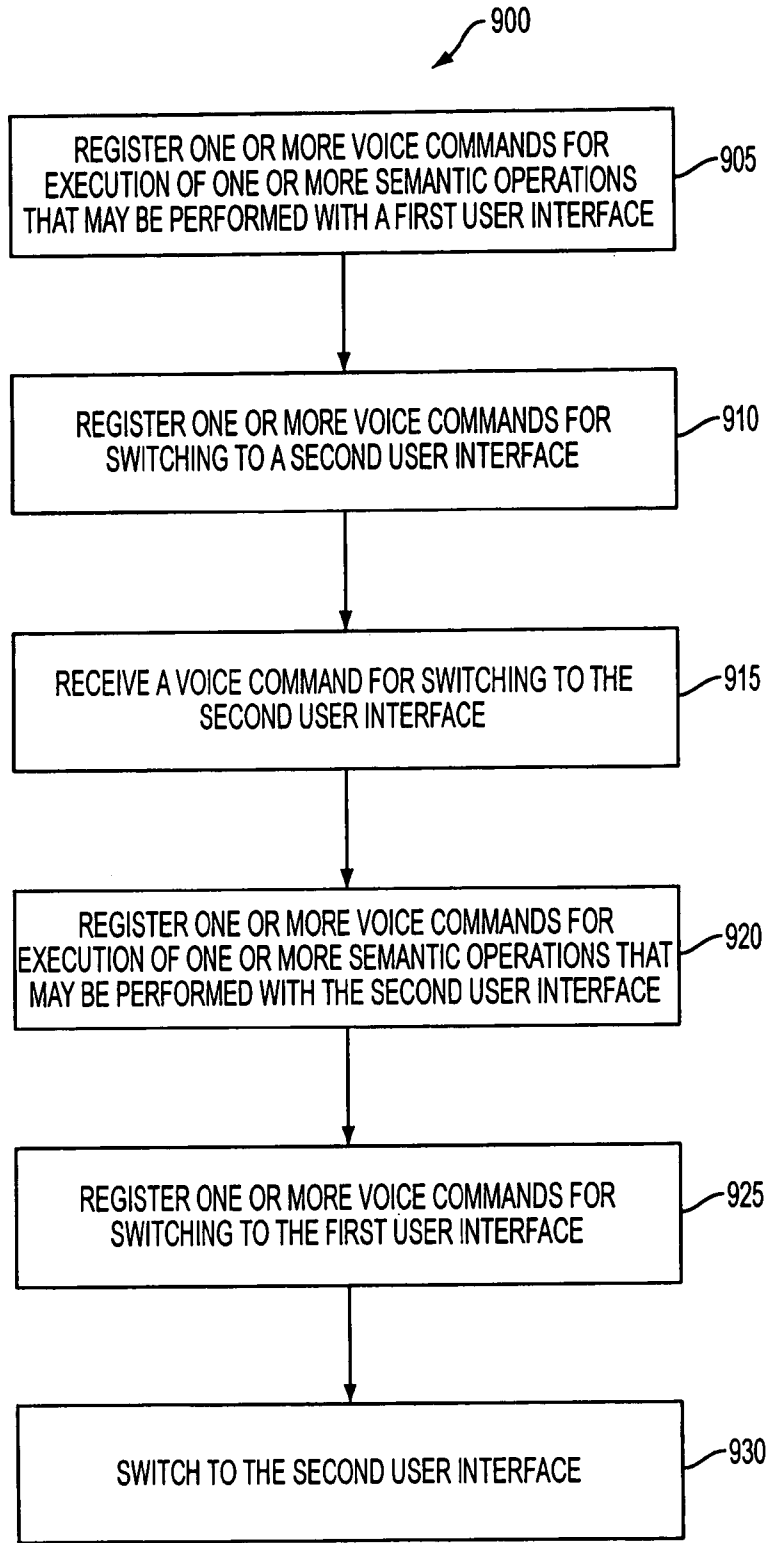 900
REGISTER ONE OR MORE VOICE COMMANDS FOR
EXECUTION OF ONE OR MORE SEMANTIC OPERATIONS
THAT MAY BE PERFORMED WITH A FIRST USER INTERFACE
905
REGISTER ONE OR MORE VOICE COMMANDS FOR
SWITCHING TO A SECOND USER INTERFACE
910
RECEIVE A VOICE COMMAND FOR SWITCHING TO THE
SECOND USER INTERFACE
915
REGISTER ONE OR MORE VOICE COMMANDS FOR
EXECUTION OF ONE OR MORE SEMANTIC OPERATIONS THAT
MAY BE PERFORMED WITH THE SECOND USER INTERFACE
920
REGISTER ONE OR MORE VOICE COMMANDS FOR
SWITCHING TO THE FIRST USER INTERFACE
925
SWITCH TO THE SECOND USER INTERFACE
930